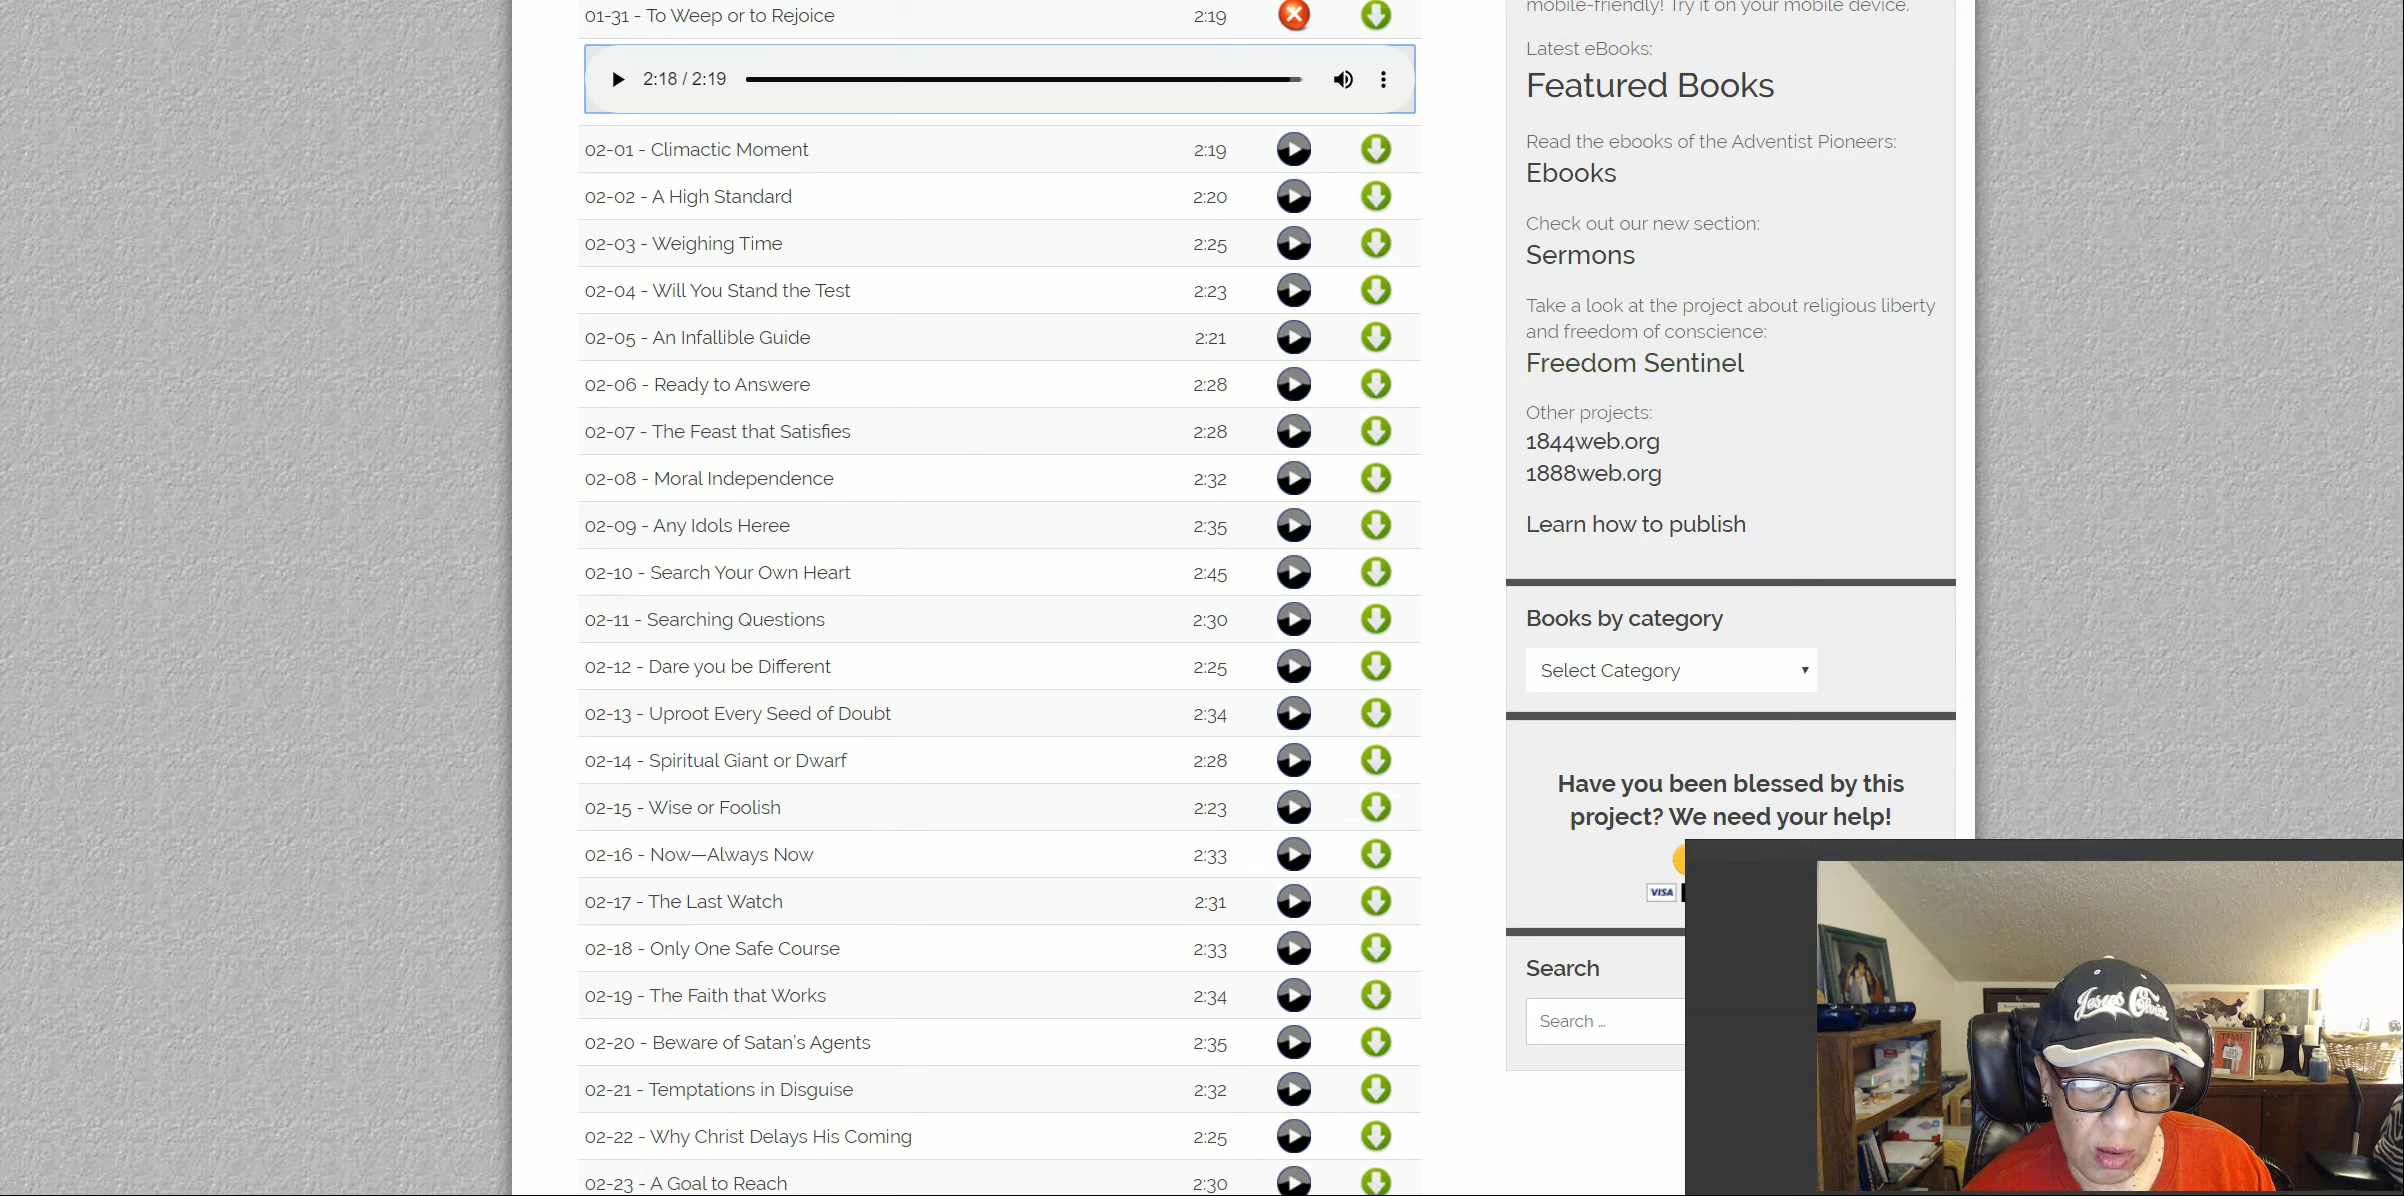 01-31 - To Weep or to Rejoice 2:19
2:18 / 2:19
02-01 - Climactic Moment 2:19
02-02 - A High Standard 2:20
02-03 - Weighing Time 2:25
02-04 - Will You Stand the Test 2:23
02-05 - An Infallible Guide 2:21
02-06 - Ready to Answere 2:28
02-07 - The Feast that Satisfies 2:28
02-08 - Moral Independence 2:32
02-09 - Any Idols Heree 2:35
02-10 - Search Your Own Heart 2:45
02-11 - Searching Questions 2:30
02-12 - Dare you be Different 2:25
02-13 - Uproot Every Seed of Doubt 2:34
02-14 - Spiritual Giant or Dwarf 2:28
02-15 - Wise or Foolish 2:23
02-16 - Now—Always Now 2:33
02-17 - The Last Watch 2:31
02-18 - Only One Safe Course 2:33
02-19 - The Faith that Works 2:34
02-20 - Beware of Satan's Agents 2:35
02-21 - Temptations in Disguise 2:32
02-22 - Why Christ Delays His Coming 2:25
02-23 - A Goal to Reach 2:30
mobile-friendly! Try it on your mobile device.
Latest eBooks:
Featured Books
Read the ebooks of the Adventist Pioneers:
Ebooks
Check out our new section:
Sermons
Take a look at the project about religious liberty
and freedom of conscience:
Freedom Sentinel
Other projects:
1844web.org
1888web.org
Learn how to publish
Books by category
Select Category
Have you been blessed by this
project? We need your help!
VISA
Search
Search …
Jesus Christ
TIME